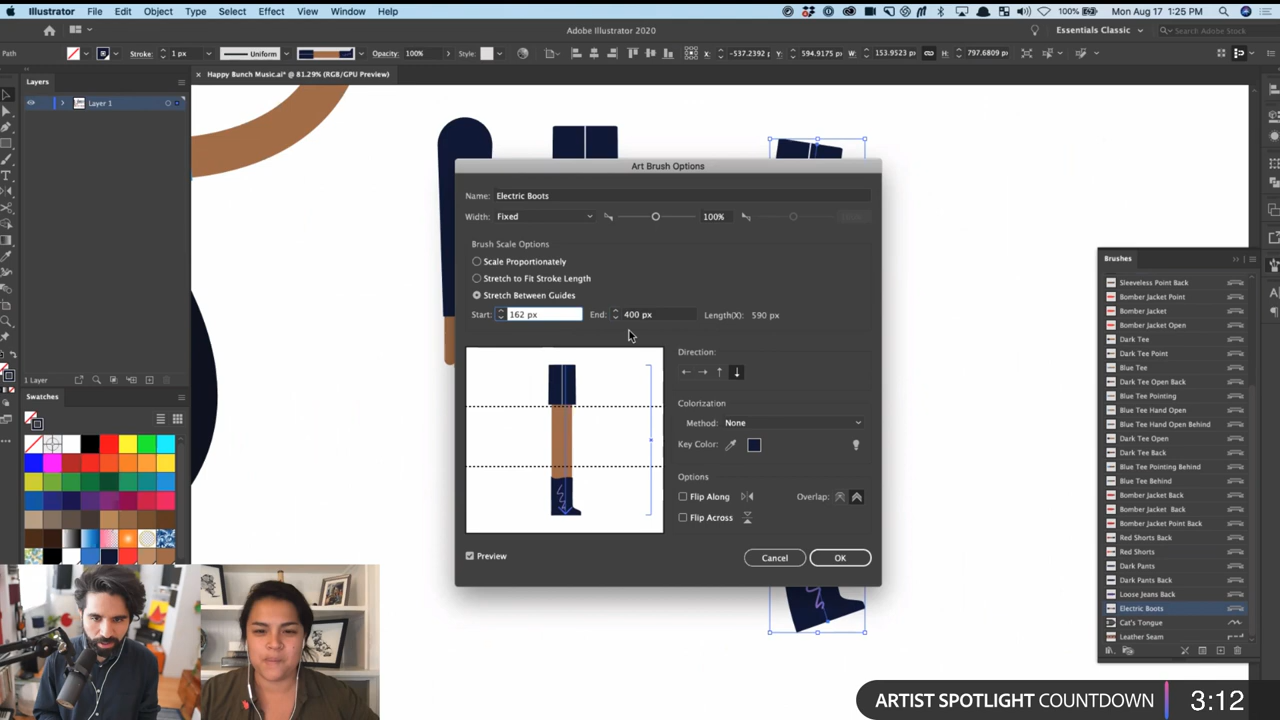 Illustrator File Edit Object Type Select Effect View Window Help 100% Mon Aug 17 1:25 PM
Adobe Illustrator 2020 Essentials Classic Search Adobe Stock
Path Stroke: 1 px Uniform Opacity: 100% Style: X: -537.2392 Y: 594.9175 W: 153.9523 H: 797.6809
Layers
Happy Bunch Music.ai* @ 81.29% (RGB/GPU Preview)
Layer 1
Art Brush Options
Name: Electric Boots
Width: Fixed 100%
Brush Scale Options
Scale Proportionately
Stretch to Fit Stroke Length
Stretch Between Guides
Start: 162 px End: 400 px Length(X): 590 px
Direction:
Colorization
Method: None
Key Color:
Options
Flip Along Overlap:
Flip Across
Preview
Cancel OK
1 Layer
Swatches
Brushes
Sleeveless Point Back
Bomber Jacket Point
Bomber Jacket
Bomber Jacket Open
Dark Tee
Dark Tee Point
Blue Tee
Dark Tee Open Back
Blue Tee Pointing
Blue Tee Hand Open
Blue Tee Hand Open Behind
Dark Tee Open
Dark Tee Back
Blue Tee Pointing Behind
Blue Tee Behind
Bomber Jacket Back
Bomber Jacket Back
Bomber Jacket Point Back
Red Shorts Back
Red Shorts
Dark Pants
Dark Pants Back
Loose Jeans Back
Electric Boots
Cat's Tongue
Leather Seam
ARTIST SPOTLIGHT COUNTDOWN 3:12